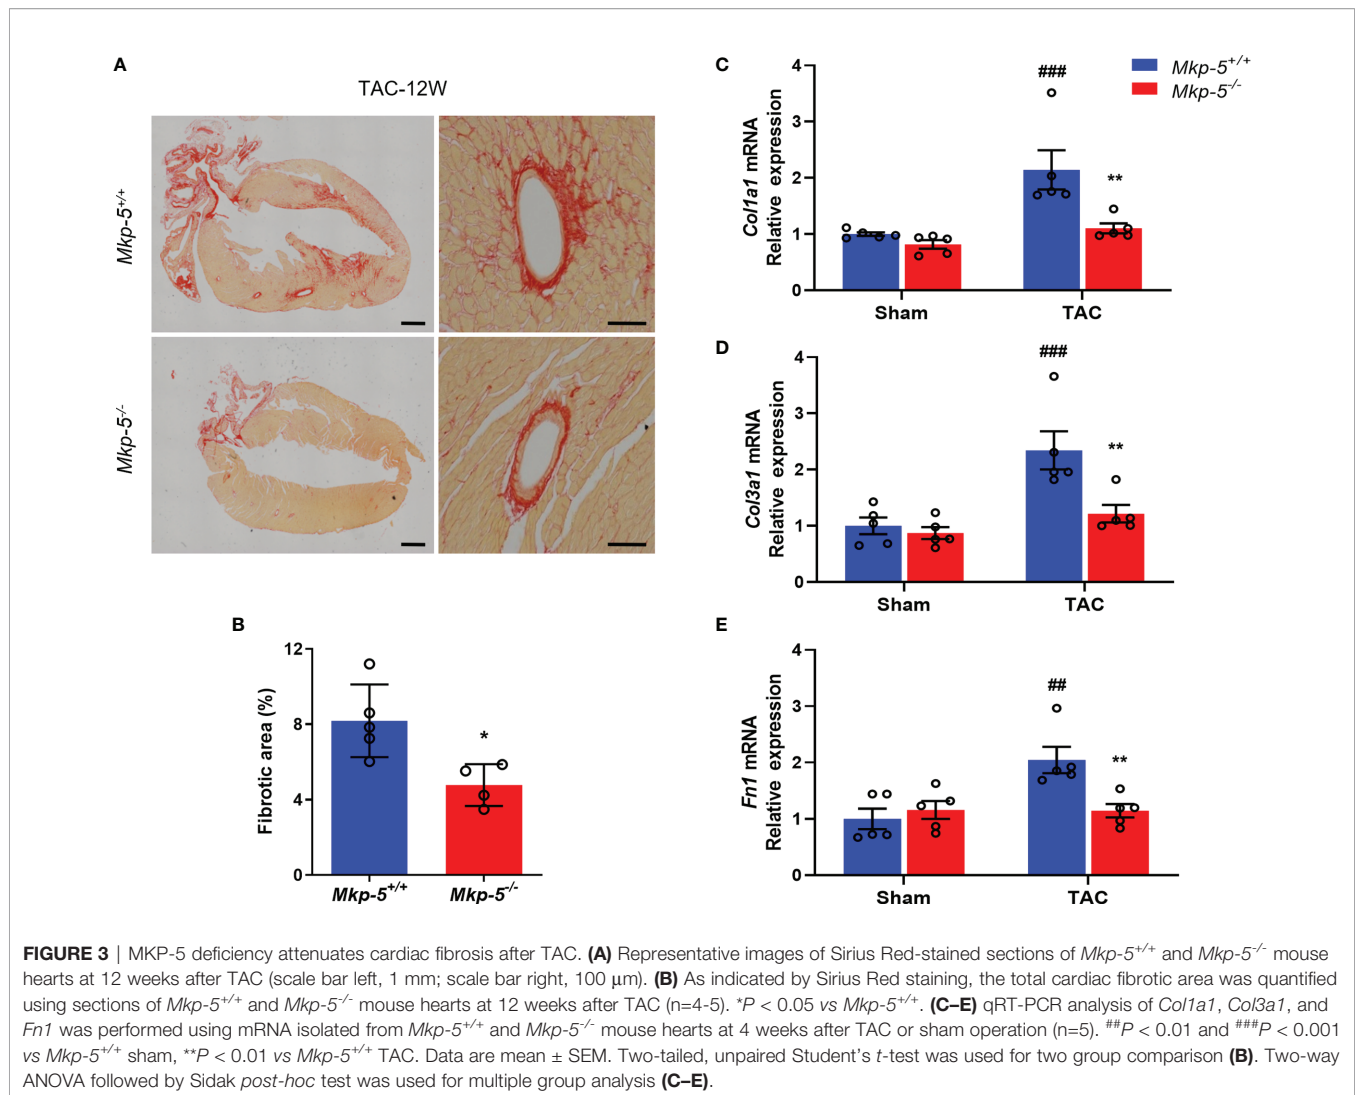 A
TAC-12W
Mkp-5+/+
Mkp-5-/-
B
Fibrotic area (%)
12
8
4
0
*
Mkp-5+/+
Mkp-5-/-
C
Mkp-5+/+
Mkp-5-/-
Col1a1 mRNA
Relative expression
4
3
2
1
0
###
**
Sham
TAC
D
Col3a1 mRNA
Relative expression
4
3
2
1
0
###
**
Sham
TAC
E
Fn1 mRNA
Relative expression
4
3
2
1
0
##
**
Sham
TAC
FIGURE 3 | MKP-5 deficiency attenuates cardiac fibrosis after TAC. (A) Representative images of Sirius Red-stained sections of Mkp-5+/+ and Mkp-5-/- mouse
hearts at 12 weeks after TAC (scale bar left, 1 mm; scale bar right, 100 μm). (B) As indicated by Sirius Red staining, the total cardiac fibrotic area was quantified
using sections of Mkp-5+/+ and Mkp-5-/- mouse hearts at 12 weeks after TAC (n=4-5). *P < 0.05 vs Mkp-5+/+. (C–E) qRT-PCR analysis of Col1a1, Col3a1, and
Fn1 was performed using mRNA isolated from Mkp-5+/+ and Mkp-5-/- mouse hearts at 4 weeks after TAC or sham operation (n=5). ##P < 0.01 and ###P < 0.001
vs Mkp-5+/+ sham, **P < 0.01 vs Mkp-5+/+ TAC. Data are mean ± SEM. Two-tailed, unpaired Student's t-test was used for two group comparison (B). Two-way
ANOVA followed by Sidak post-hoc test was used for multiple group analysis (C–E).